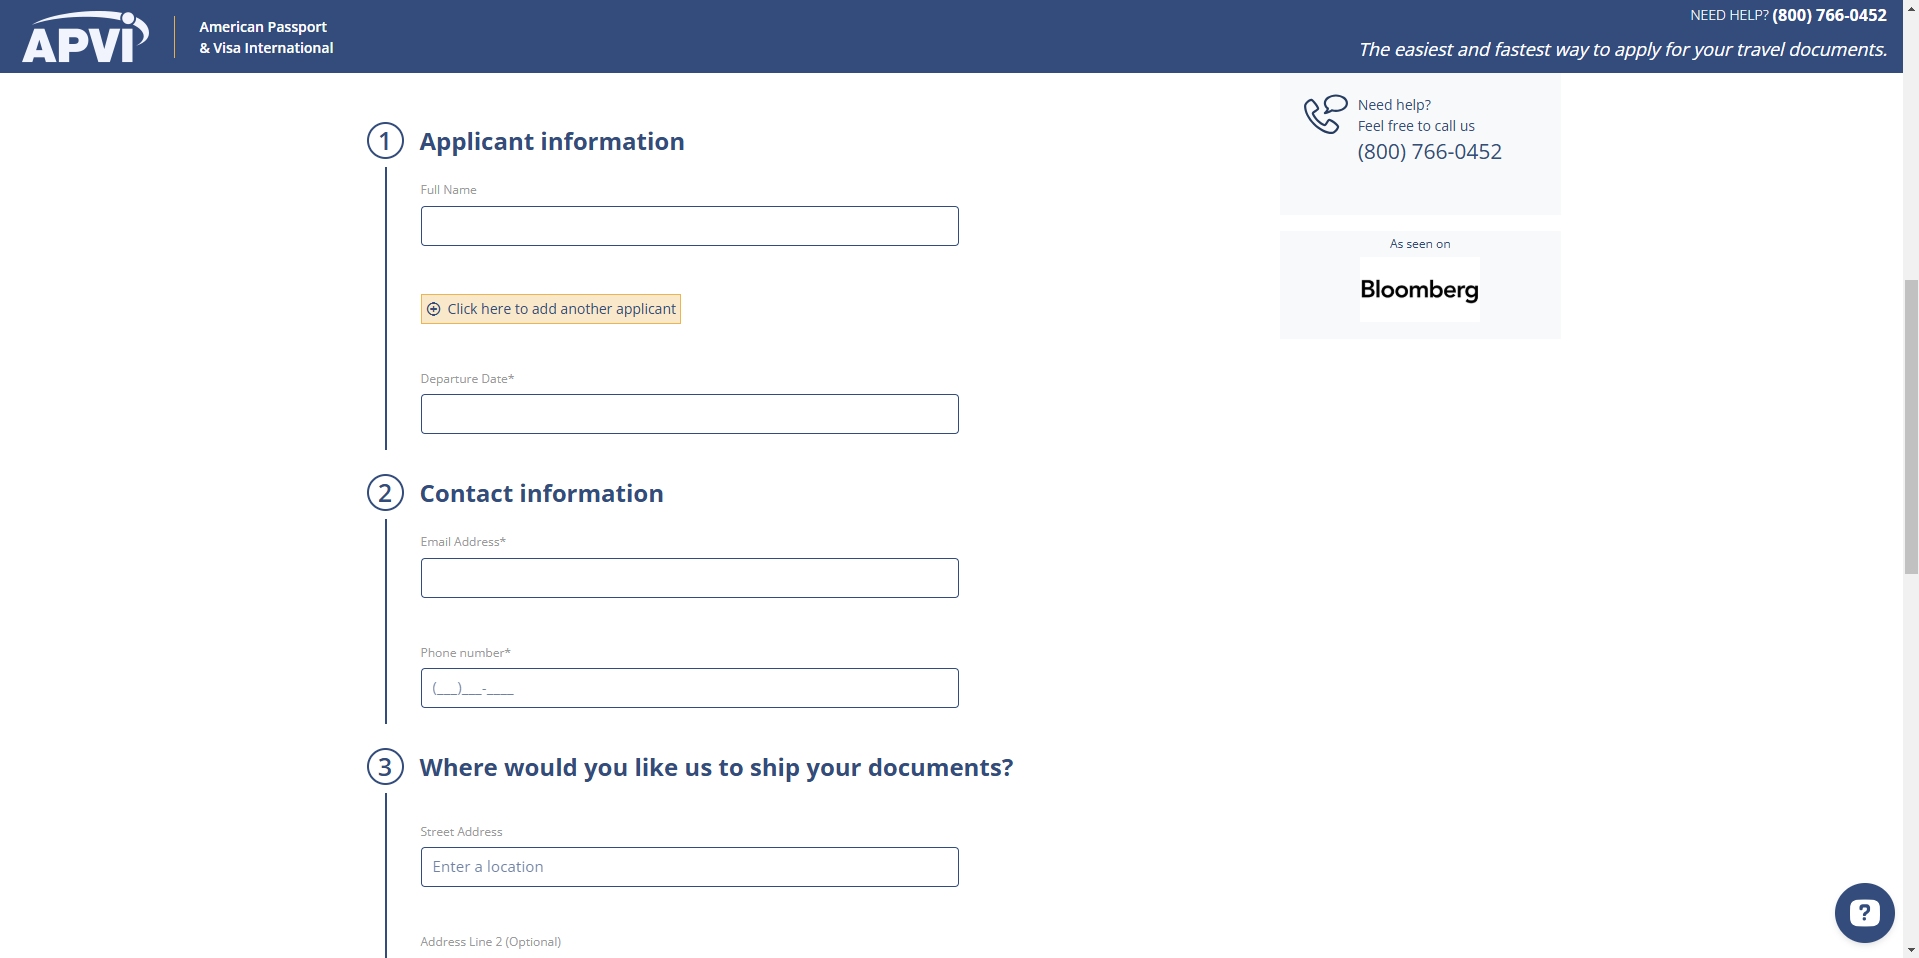 APVI
American Passport
& Visa International
NEED HELP? (800) 766-0452
The easiest and fastest way to apply for your travel documents.
1 Applicant information
Full Name
Click here to add another applicant
Departure Date*
2 Contact information
Email Address*
Phone number*
(___)___-____
3 Where would you like us to ship your documents?
Street Address
Enter a location
Address Line 2 (Optional)
Need help?
Feel free to call us
(800) 766-0452
As seen on
Bloomberg
?